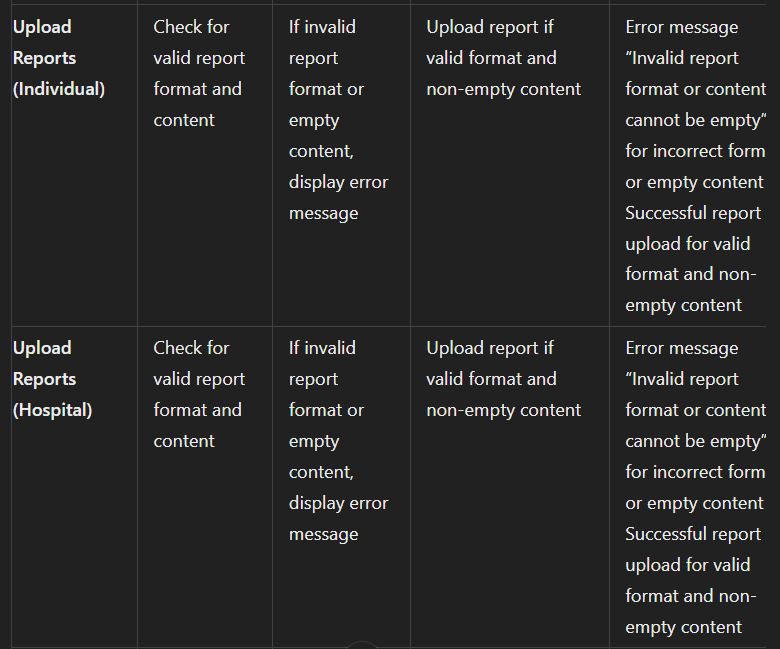 Upload
Reports
(Individual)
Check for
valid report
format and
content
If invalid
report
format or
empty
content,
display error
message
Upload report if
valid format and
non-empty content
Error message
“Invalid report
format or content
cannot be empty”
for incorrect form
or empty content
Successful report
upload for valid
format and non-
empty content
Upload
Reports
(Hospital)
Check for
valid report
format and
content
If invalid
report
format or
empty
content,
display error
message
Upload report if
valid format and
non-empty content
Error message
“Invalid report
format or content
cannot be empty”
for incorrect form
or empty content
Successful report
upload for valid
format and non-
empty content